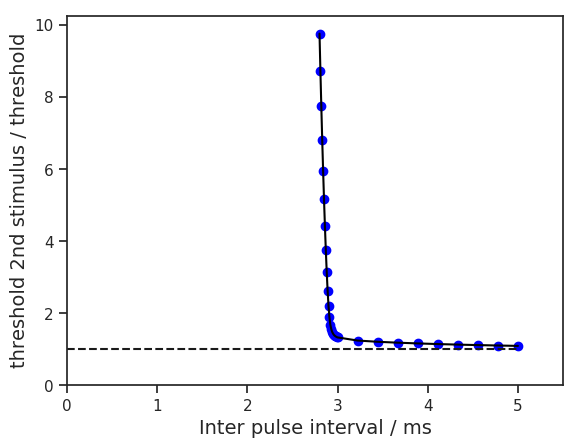 threshold 2nd stimulus / threshold
10
8
6
4
2
0
0 1 2 3 4 5
Inter pulse interval / ms